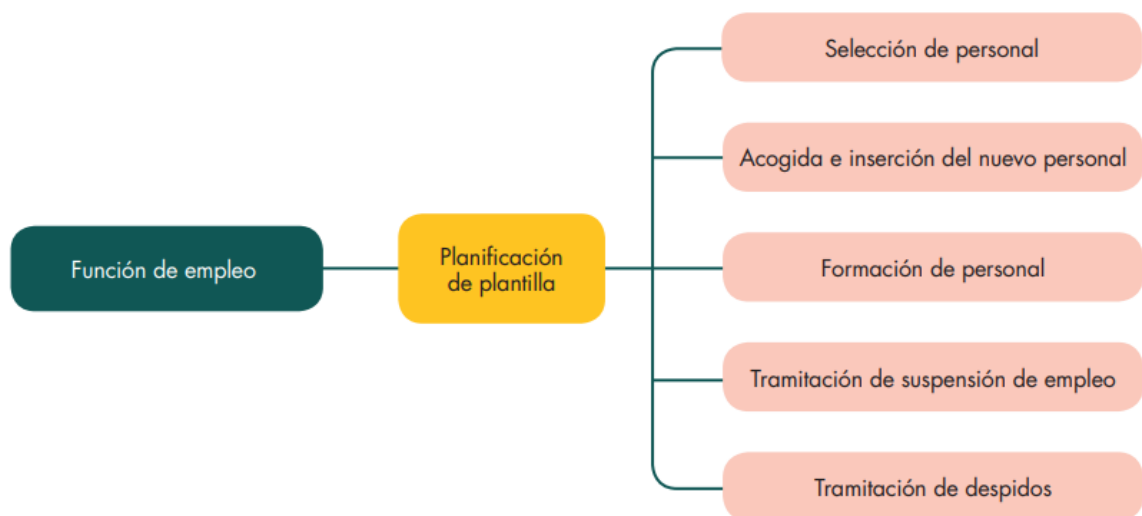 Función de empleo
Planificación
de plantilla
Selección de personal
Acogida e inserción del nuevo personal
Formación de personal
Tramitación de suspensión de empleo
Tramitación de despidos